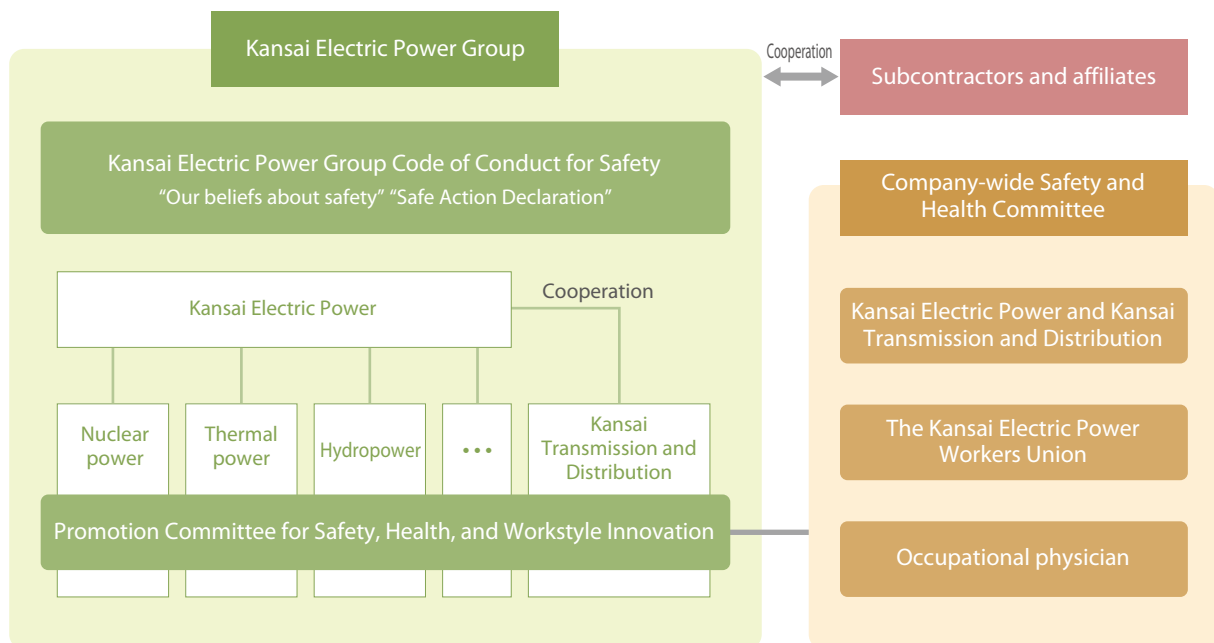 Kansai Electric Power Group
Cooperation
Subcontractors and affiliates
Kansai Electric Power Group Code of Conduct for Safety
“Our beliefs about safety” “Safe Action Declaration”
Kansai Electric Power
Cooperation
Nuclear
power
Thermal
power
Hydropower
•••
Kansai
Transmission and
Distribution
Promotion Committee for Safety, Health, and Workstyle Innovation
Company-wide Safety and
Health Committee
Kansai Electric Power and Kansai
Transmission and Distribution
The Kansai Electric Power
Workers Union
Occupational physician